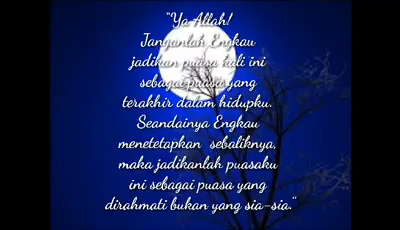 "Ya Allah!
Janganlah Engkau
jadikan puasa kali ini
sebagai puasa yang
terakhir dalam hidupku.
Seandainya Engkau
menetetapkan sebaliknya,
maka jadikanlah puasaku
ini sebagai puasa yang
dirahmati bukan yang sia-sia."